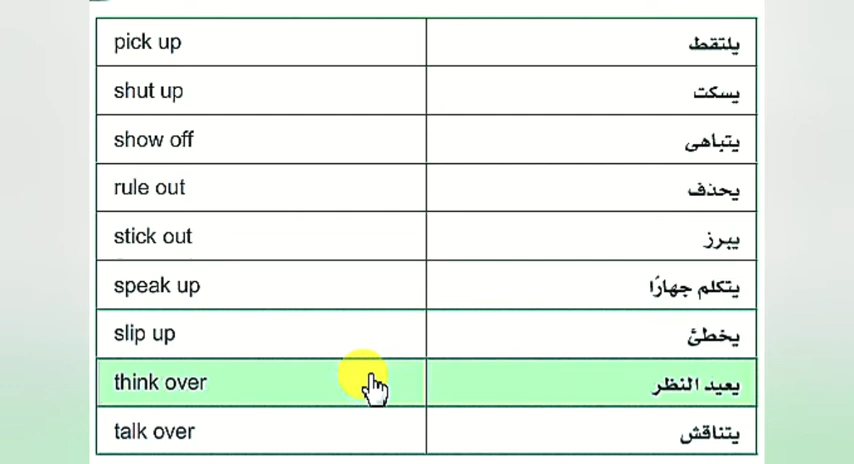 pick up يلتقط
shut up يسكت
show off يتباهى
rule out يحذف
stick out يبرز
speak up يتكلم جهارًا
slip up يخطئ
think over يعيد النظر
talk over يتناقش